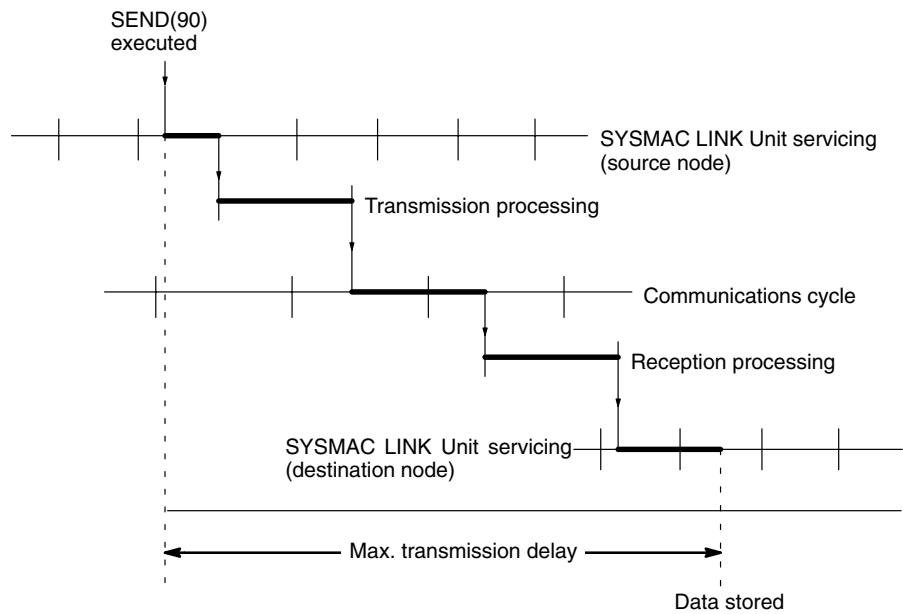 SEND(90)
executed
SYSMAC LINK Unit servicing
(source node)
Transmission processing
Communications cycle
Reception processing
SYSMAC LINK Unit servicing
(destination node)
Max. transmission delay
Data stored